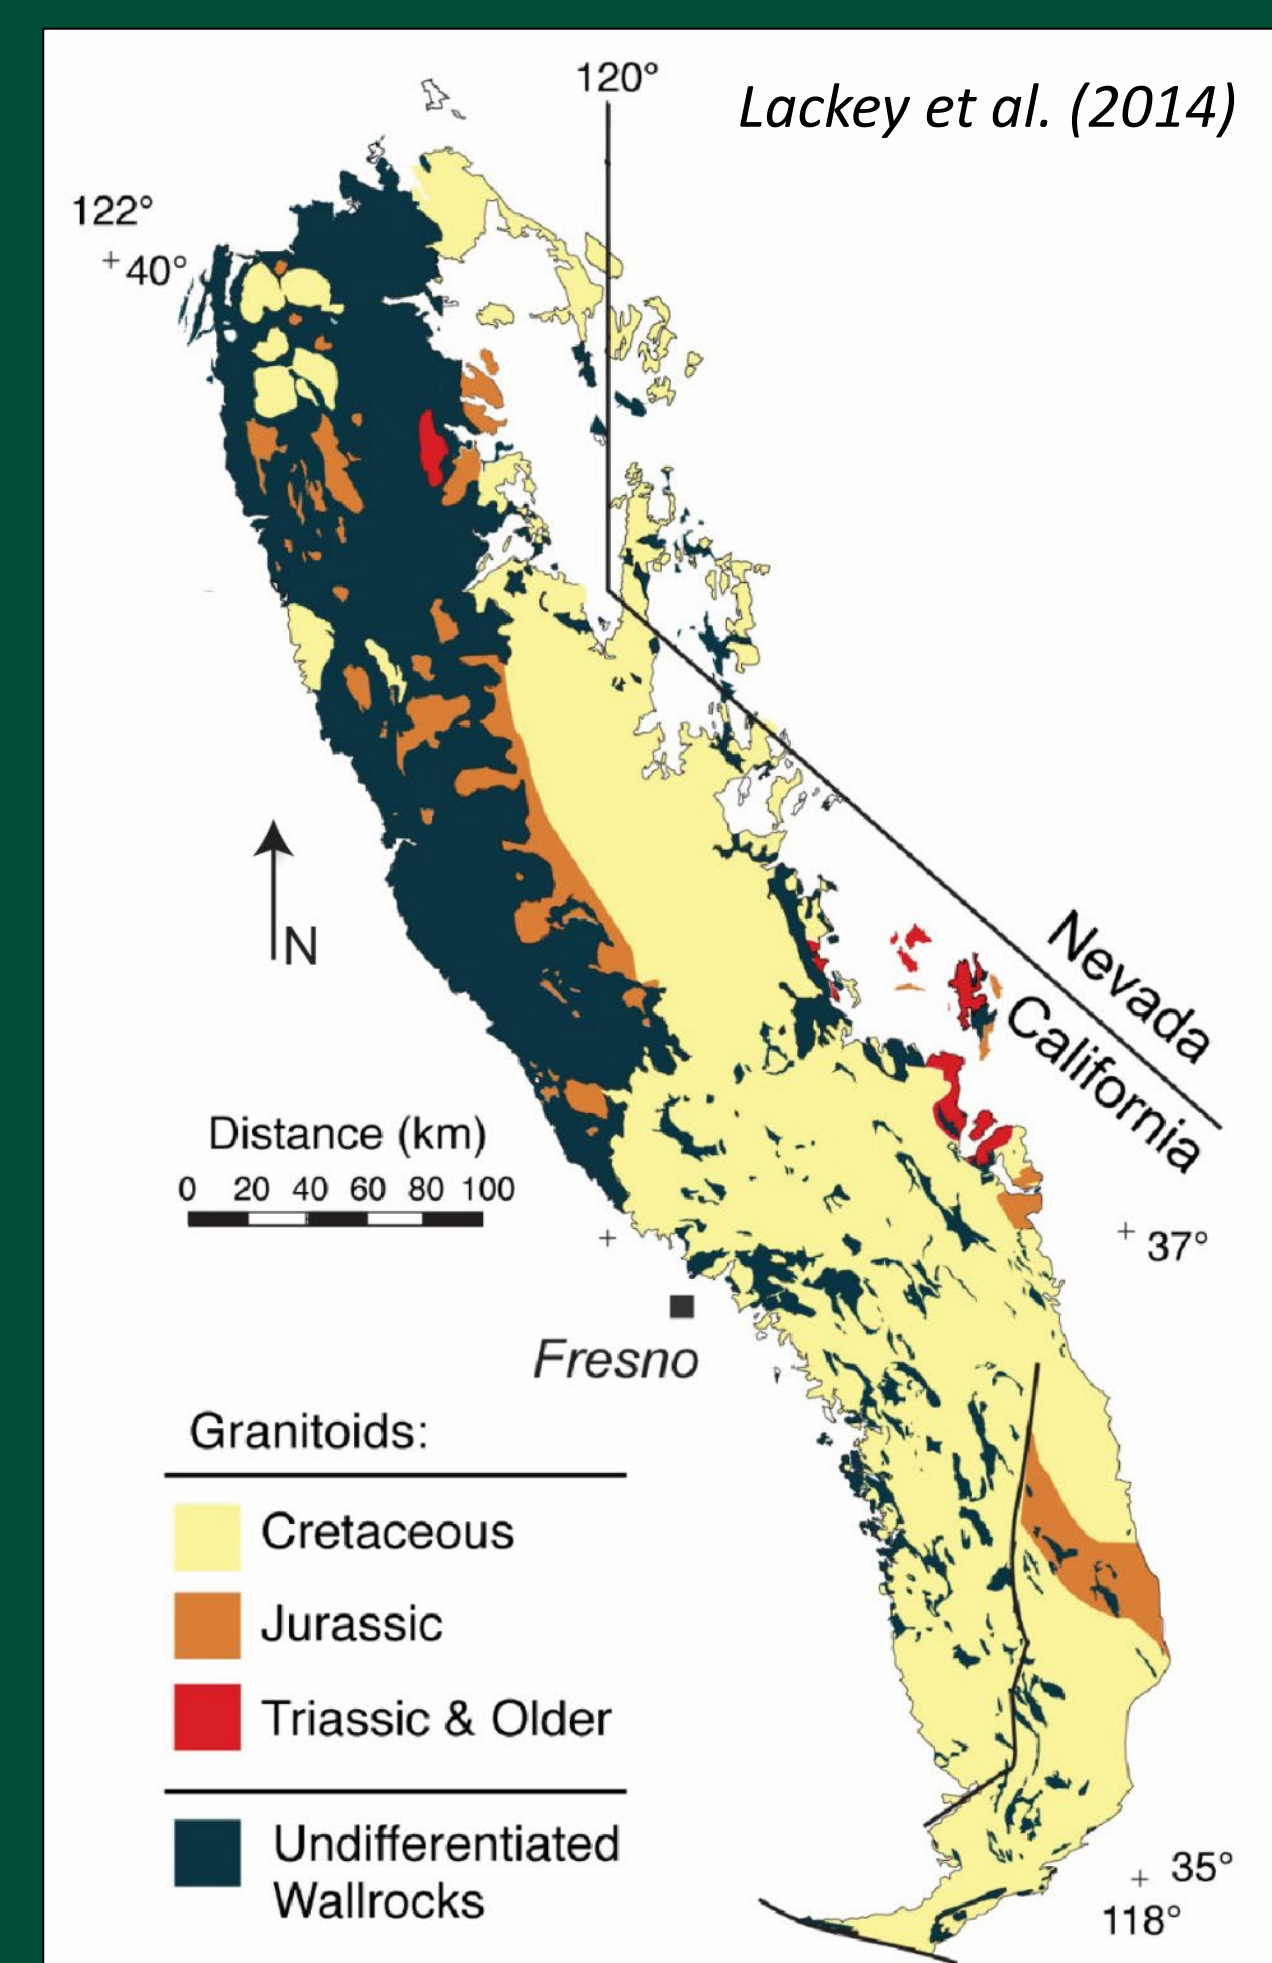 120°
Lackey et al. (2014)
122°
+ 40°
N
Nevada
California
Distance (km)
0 20 40 60 80 100
+
+ 37°
Fresno
Granitoids:
Cretaceous
Jurassic
Triassic & Older
Undifferentiated
Wallrocks
+ 35°
118°